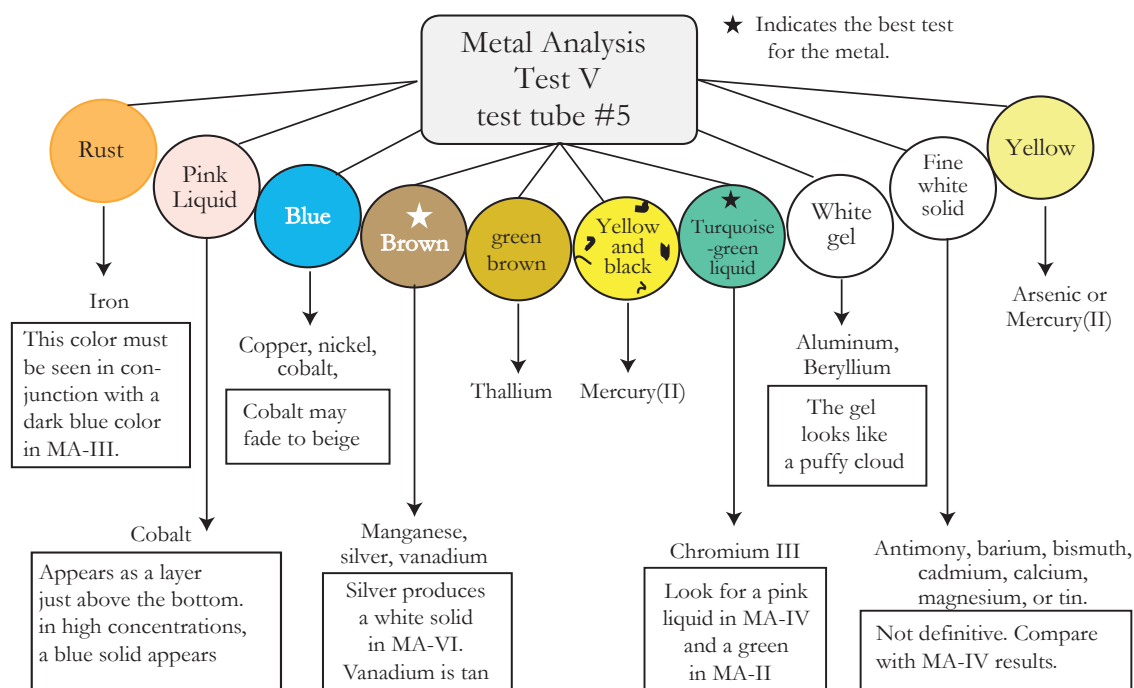 Metal Analysis
Test V
test tube #5
★ Indicates the best test
for the metal.
Rust
Iron
This color must
be seen in con-
junction with a
dark blue color
in MA-III.
Pink
Liquid
Cobalt
Appears as a layer
just above the bottom.
in high concentrations,
a blue solid appears
Blue
Copper, nickel,
cobalt,
Cobalt may
fade to beige
★
Brown
Manganese,
silver, vanadium
Silver produces
a white solid
in MA-VI.
Vanadium is tan
green
brown
Thallium
Yellow
and
black
Mercury(II)
★
Turquoise
-green
liquid
Chromium III
Look for a pink
liquid in MA-IV
and a green
in MA-II
White
gel
Aluminum,
Beryllium
The gel
looks like
a puffy cloud
Fine
white
solid
Antimony, barium, bismuth,
cadmium, calcium,
magnesium, or tin.
Not definitive. Compare
with MA-IV results.
Yellow
Arsenic or
Mercury(II)